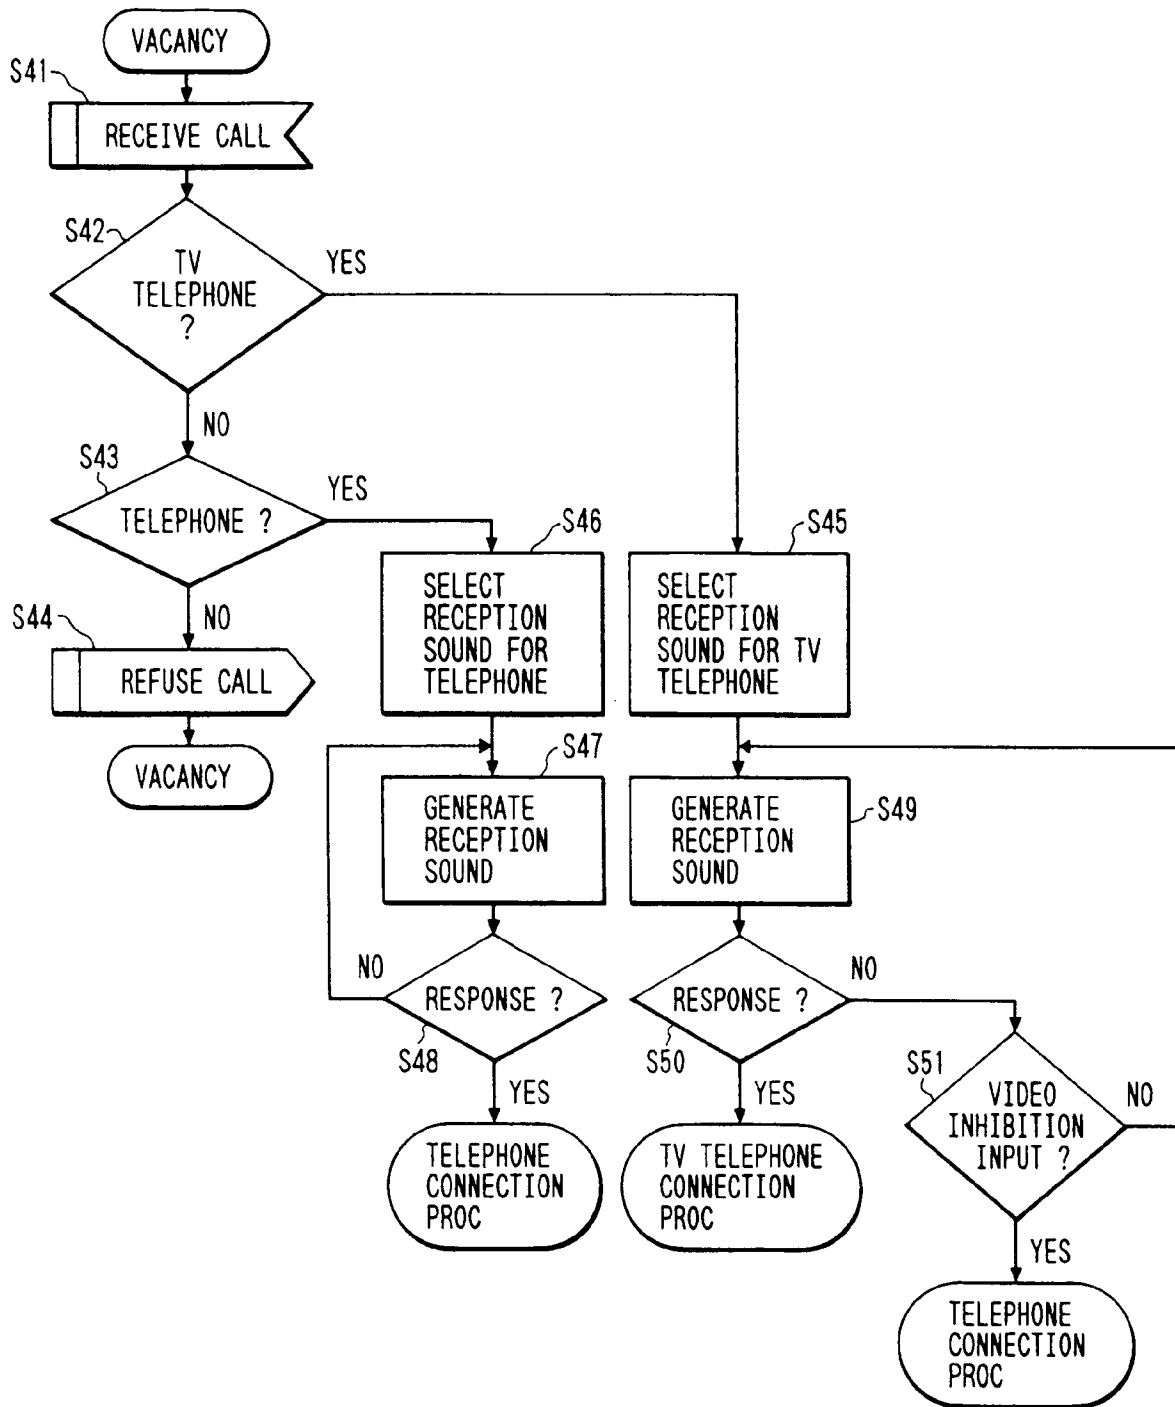 VACANCY
S41
RECEIVE CALL
S42
TV
TELEPHONE
?
YES
NO
S43
TELEPHONE ?
YES
NO
S44
REFUSE CALL
VACANCY
S46
SELECT
RECEPTION
SOUND FOR
TELEPHONE
S45
SELECT
RECEPTION
SOUND FOR TV
TELEPHONE
S47
GENERATE
RECEPTION
SOUND
S49
GENERATE
RECEPTION
SOUND
NO
RESPONSE ?
S48
YES
TELEPHONE
CONNECTION
PROC
RESPONSE ?
NO
S50
YES
TV TELEPHONE
CONNECTION
PROC
S51
VIDEO
INHIBITION
INPUT ?
NO
YES
TELEPHONE
CONNECTION
PROC